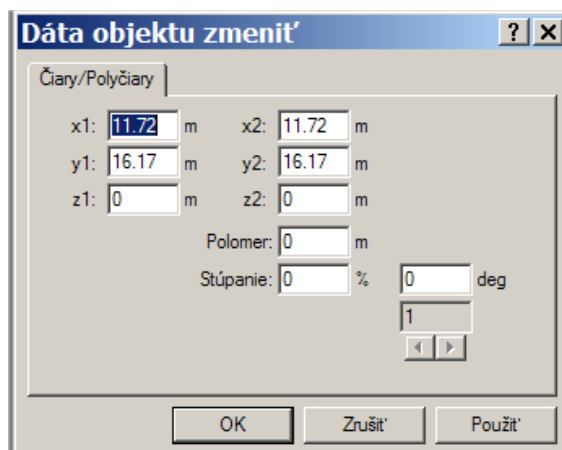 Dáta objektu zmeniť
Čiary/Polyčiary
x1: 11.72 m x2: 11.72 m
y1: 16.17 m y2: 16.17 m
z1: 0 m z2: 0 m
Polomer: 0 m
Stúpanie: 0 % 0 deg
1
OK Zrušiť Použiť